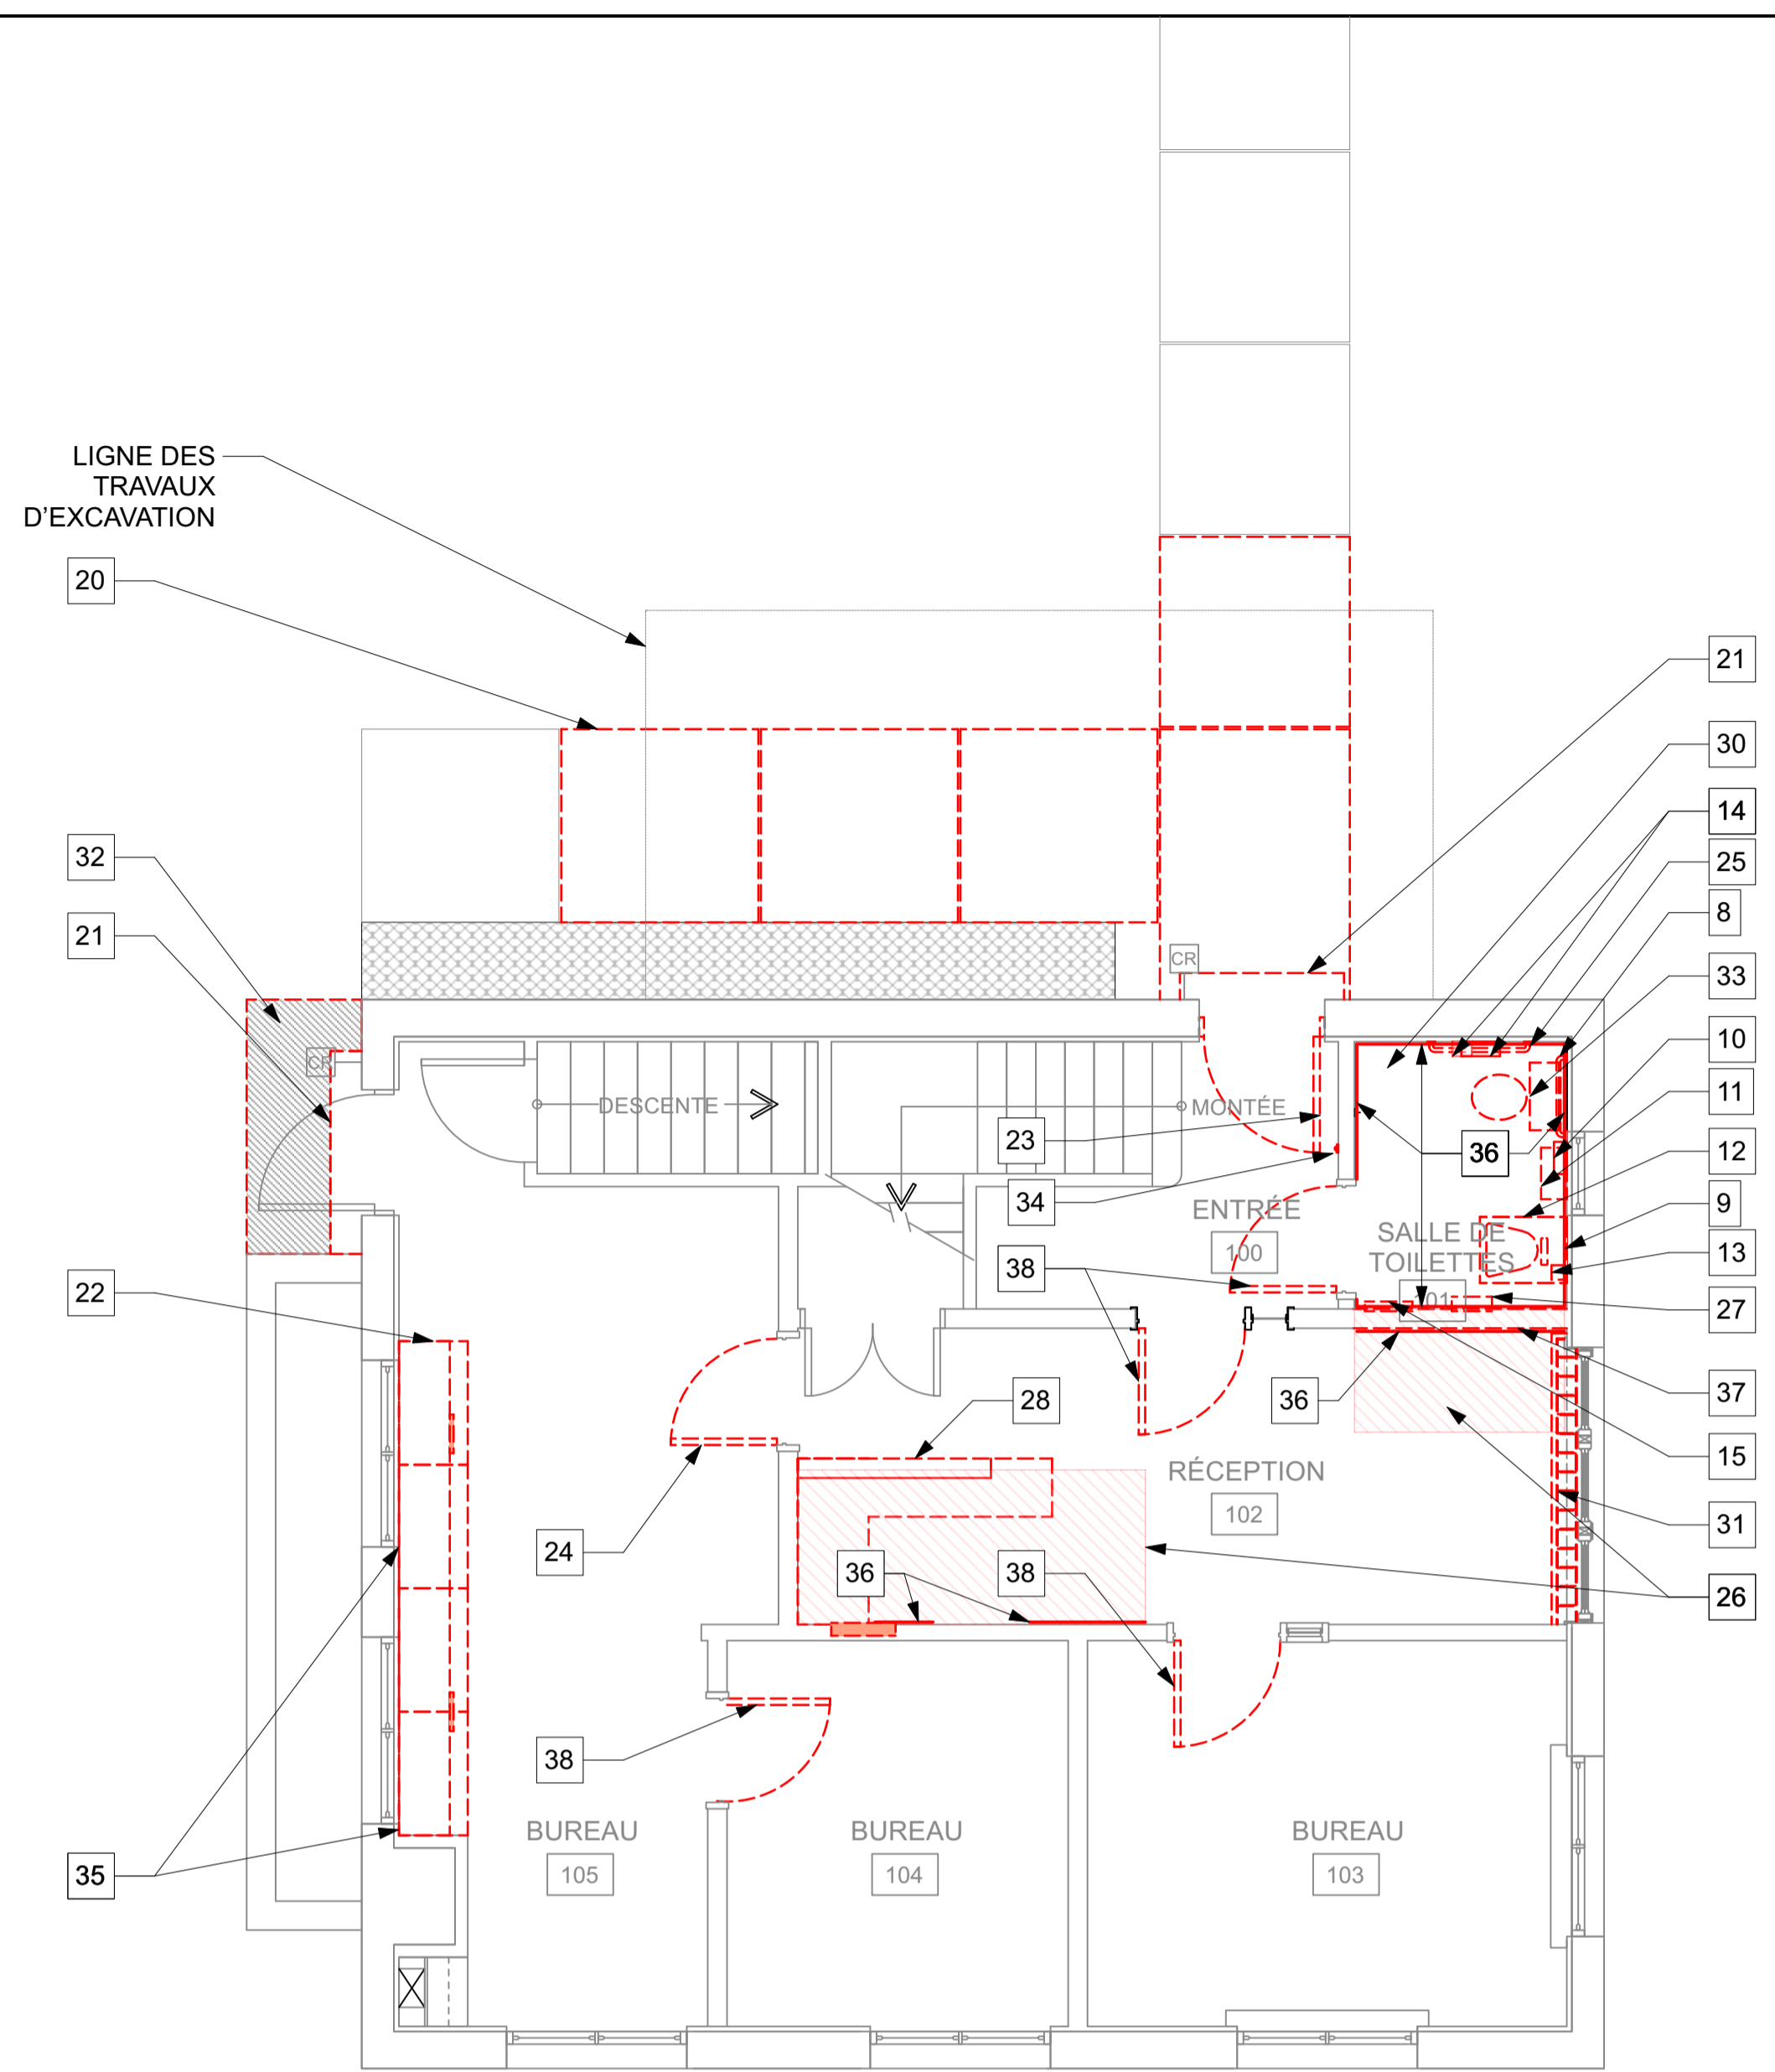 LIGNE DES
TRAVAUX
D'EXCAVATION
20
21
30
14
25
8
33
10
11
12
9
13
27
37
15
31
26
32
21
22
35
CR
CR
DESCENTE
MONTÉE
23
34
36
38
ENTRÉE
100
SALLE DE
TOILETTES
101
28
36
RÉCEPTION
102
24
36
38
38
BUREAU
105
BUREAU
104
BUREAU
103